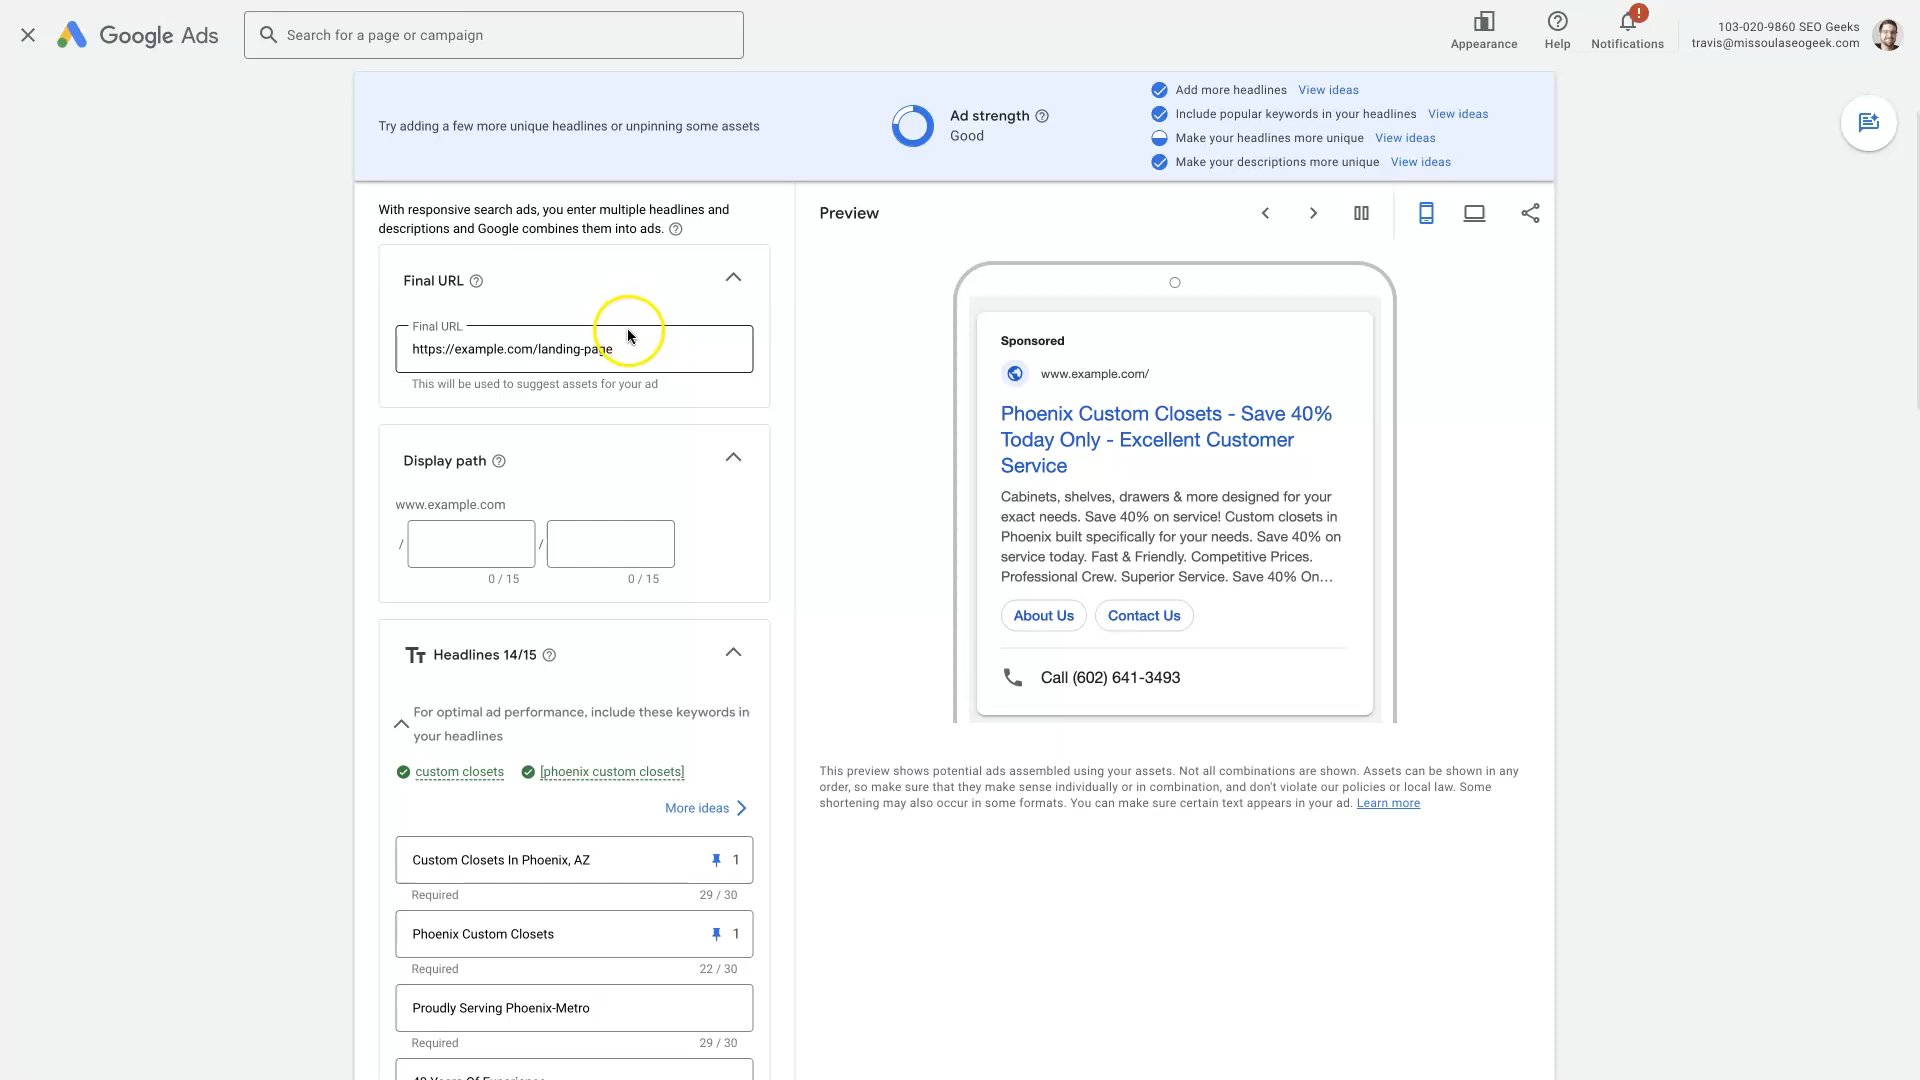 Google Ads
Search for a page or campaign
Appearance
Help
!
Notifications
103-020-9860 SEO Geeks
travis@missoulaseogeek.com
Try adding a few more unique headlines or unpinning some assets
Ad strength
Good
Add more headlines View ideas
Include popular keywords in your headlines View ideas
Make your headlines more unique View ideas
Make your descriptions more unique View ideas
With responsive search ads, you enter multiple headlines and
descriptions and Google combines them into ads.
Final URL
Final URL
https://example.com/landing-page
This will be used to suggest assets for your ad
Display path
www.example.com
/ /
0 / 15 0 / 15
Tт Headlines 14/15
For optimal ad performance, include these keywords in
your headlines
custom closets [phoenix custom closets]
More ideas
Custom Closets In Phoenix, AZ 1
Required 29 / 30
Phoenix Custom Closets 1
Required 22 / 30
Proudly Serving Phoenix-Metro
Required 29 / 30
Preview
Sponsored
www.example.com/
Phoenix Custom Closets - Save 40%
Today Only - Excellent Customer
Service
Cabinets, shelves, drawers & more designed for your
exact needs. Save 40% on service! Custom closets in
Phoenix built specifically for your needs. Save 40% on
service today. Fast & Friendly. Competitive Prices.
Professional Crew. Superior Service. Save 40% On...
About Us Contact Us
Call (602) 641-3493
This preview shows potential ads assembled using your assets. Not all combinations are shown. Assets can be shown in any
order, so make sure that they make sense individually or in combination, and don't violate our policies or local law. Some
shortening may also occur in some formats. You can make sure certain text appears in your ad. Learn more